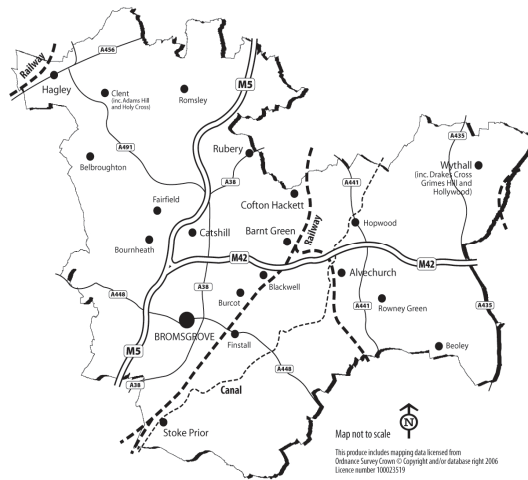 A456
Railway
Hagley
Clent
(inc. Adams Hill
and Holy Cross)
Romsley
M5
A435
A491
Rubery
Wythall
(inc. Drakes Cross
Grimes Hill and
Hollywood)
Belbroughton
A38
A441
Cofton Hackett
Fairfield
Hopwood
Catshill
Barnt Green
Railway
Bournheath
M42
M42
Alvechurch
Blackwell
A448
A38
Burcot
Rowney Green
A441
A435
BROMSGROVE
Finstall
M5
Beoley
A448
A38
Canal
Stoke Prior
Map not to scale
N
This produce includes mapping data licensed from
Ordnance Survey Crown © Copyright and/or database right 2006
Licence number 100023519